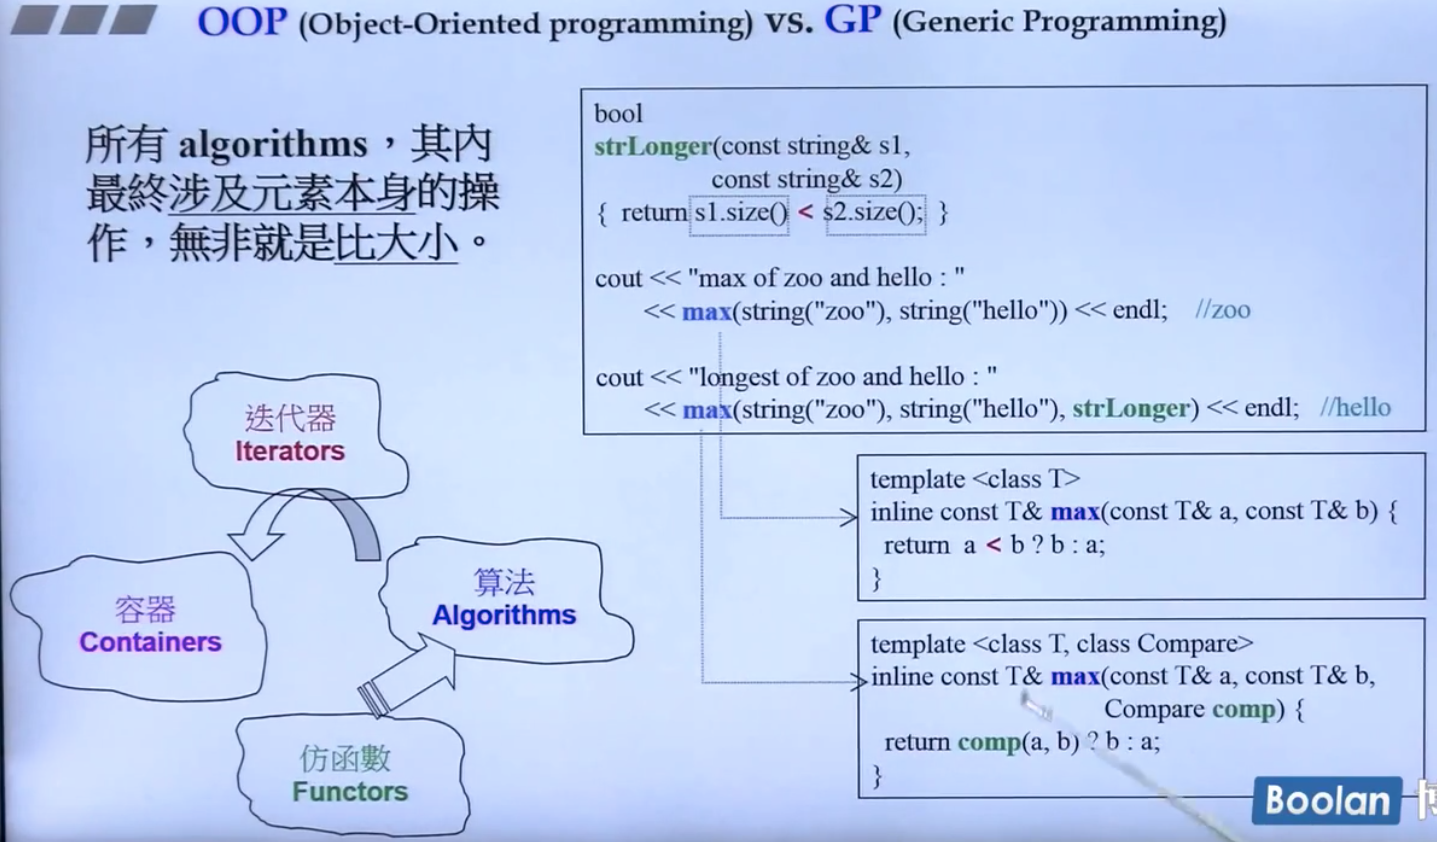 OOP (Object-Oriented programming) vs. GP (Generic Programming)
所有 algorithms，其內
最終涉及元素本身的操
作，無非就是比大小。
bool
strLonger(const string& s1,
const string& s2)
{ return s1.size() < s2.size(); }
cout << "max of zoo and hello : "
<< max(string("zoo"), string("hello")) << endl; //zoo
cout << "longest of zoo and hello : "
<< max(string("zoo"), string("hello"), strLonger) << endl; //hello
迭代器
Iterators
容器
Containers
算法
Algorithms
仿函數
Functors
template <class T>
inline const T& max(const T& a, const T& b) {
return a < b ? b : a;
}
template <class T, class Compare>
inline const T& max(const T& a, const T& b,
Compare comp) {
return comp(a, b) ? b : a;
}
Boolan